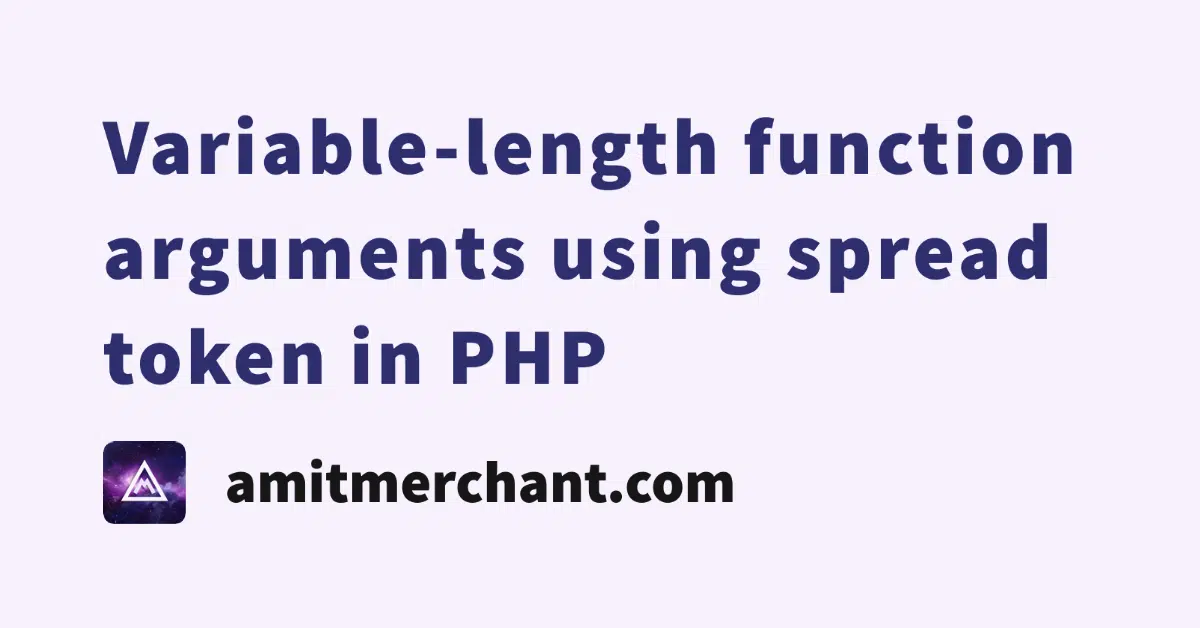 Variable-length function
arguments using spread
token in PHP
amitmerchant.com